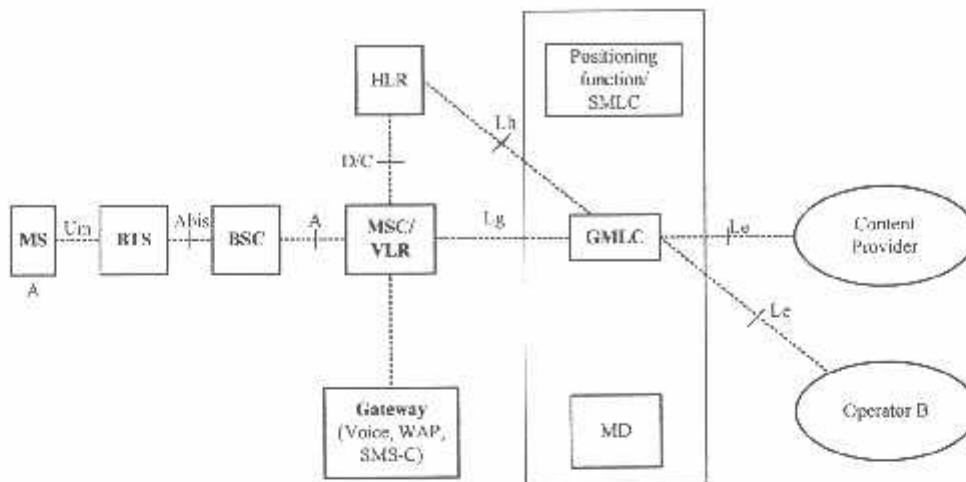 HLR
Positioning
function/
SMLC
Lh
D/C
MS
Um
BTS
Abis
BSC
A
MSC/
VLR
Lg
GMLC
Le
Content
Provider
A
Le
Gateway
(Voice, WAP,
SMS-C)
MD
Operator B